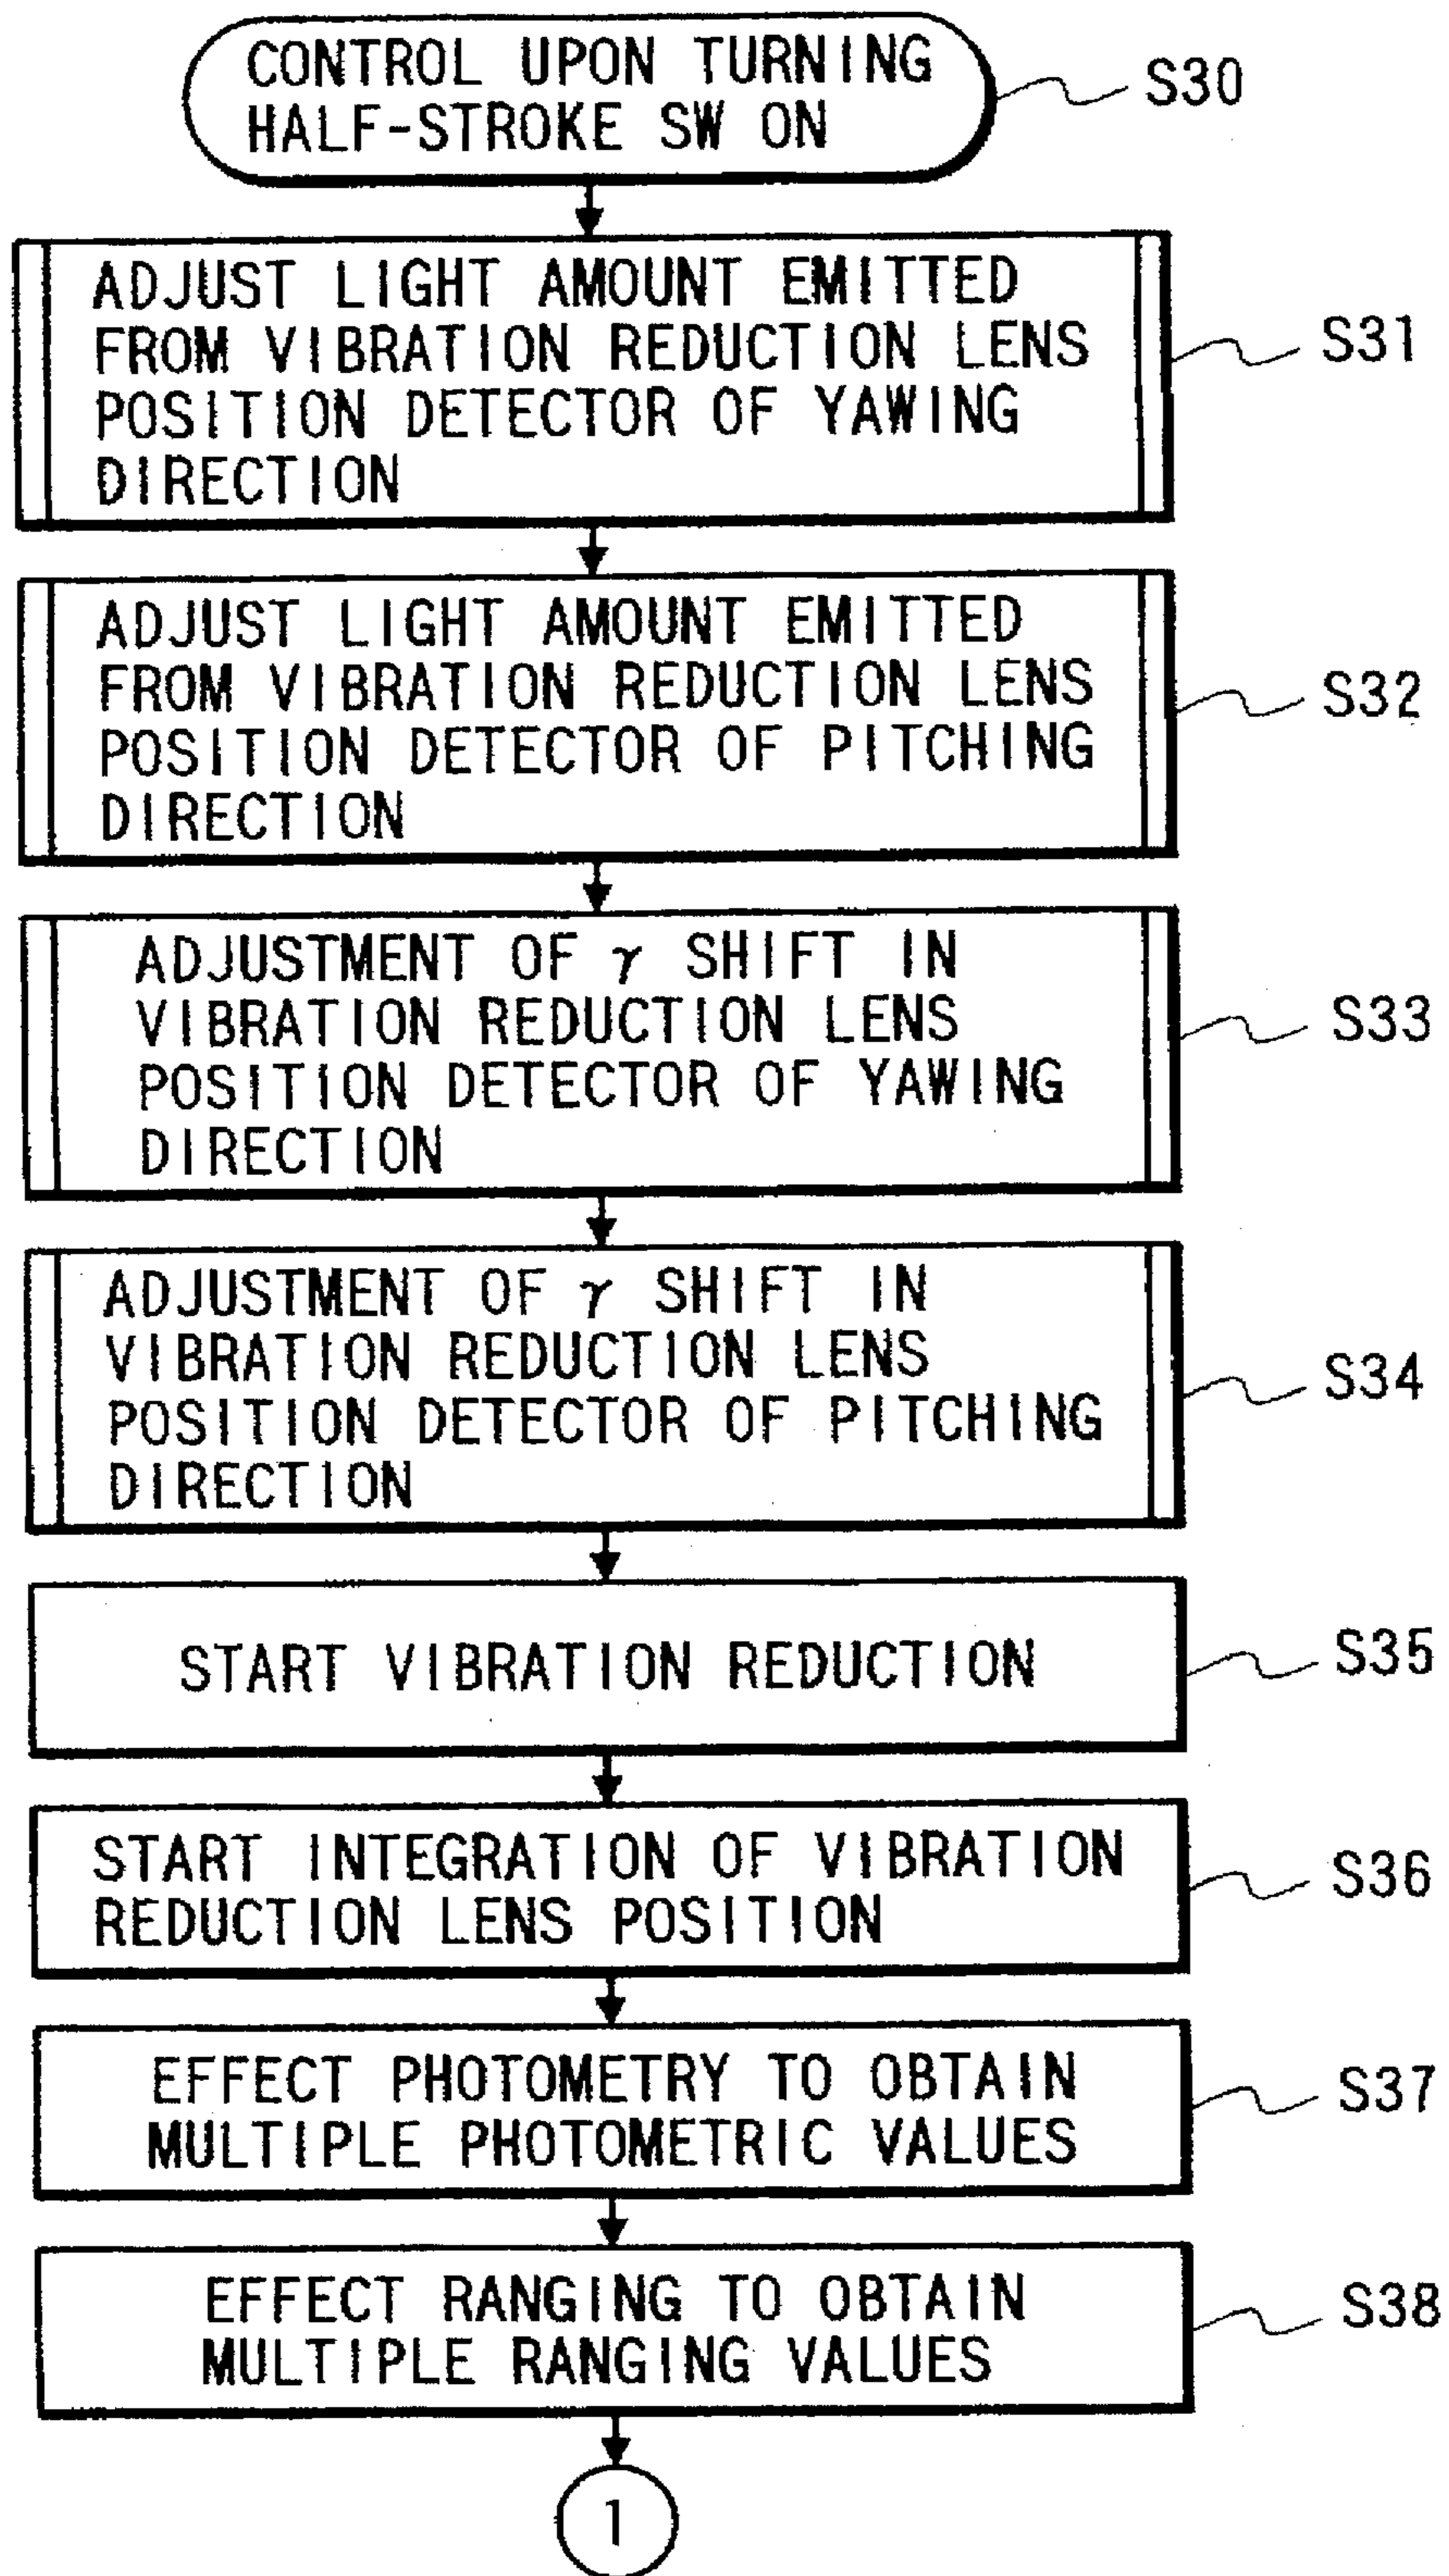 CONTROL UPON TURNING
HALF-STROKE SW ON
S30
ADJUST LIGHT AMOUNT EMITTED
FROM VIBRATION REDUCTION LENS
POSITION DETECTOR OF YAWING
DIRECTION
S31
ADJUST LIGHT AMOUNT EMITTED
FROM VIBRATION REDUCTION LENS
POSITION DETECTOR OF PITCHING
DIRECTION
S32
ADJUSTMENT OF γ SHIFT IN
VIBRATION REDUCTION LENS
POSITION DETECTOR OF YAWING
DIRECTION
S33
ADJUSTMENT OF γ SHIFT IN
VIBRATION REDUCTION LENS
POSITION DETECTOR OF PITCHING
DIRECTION
S34
START VIBRATION REDUCTION
S35
START INTEGRATION OF VIBRATION
REDUCTION LENS POSITION
S36
EFFECT PHOTOMETRY TO OBTAIN
MULTIPLE PHOTOMETRIC VALUES
S37
EFFECT RANGING TO OBTAIN
MULTIPLE RANGING VALUES
S38
1